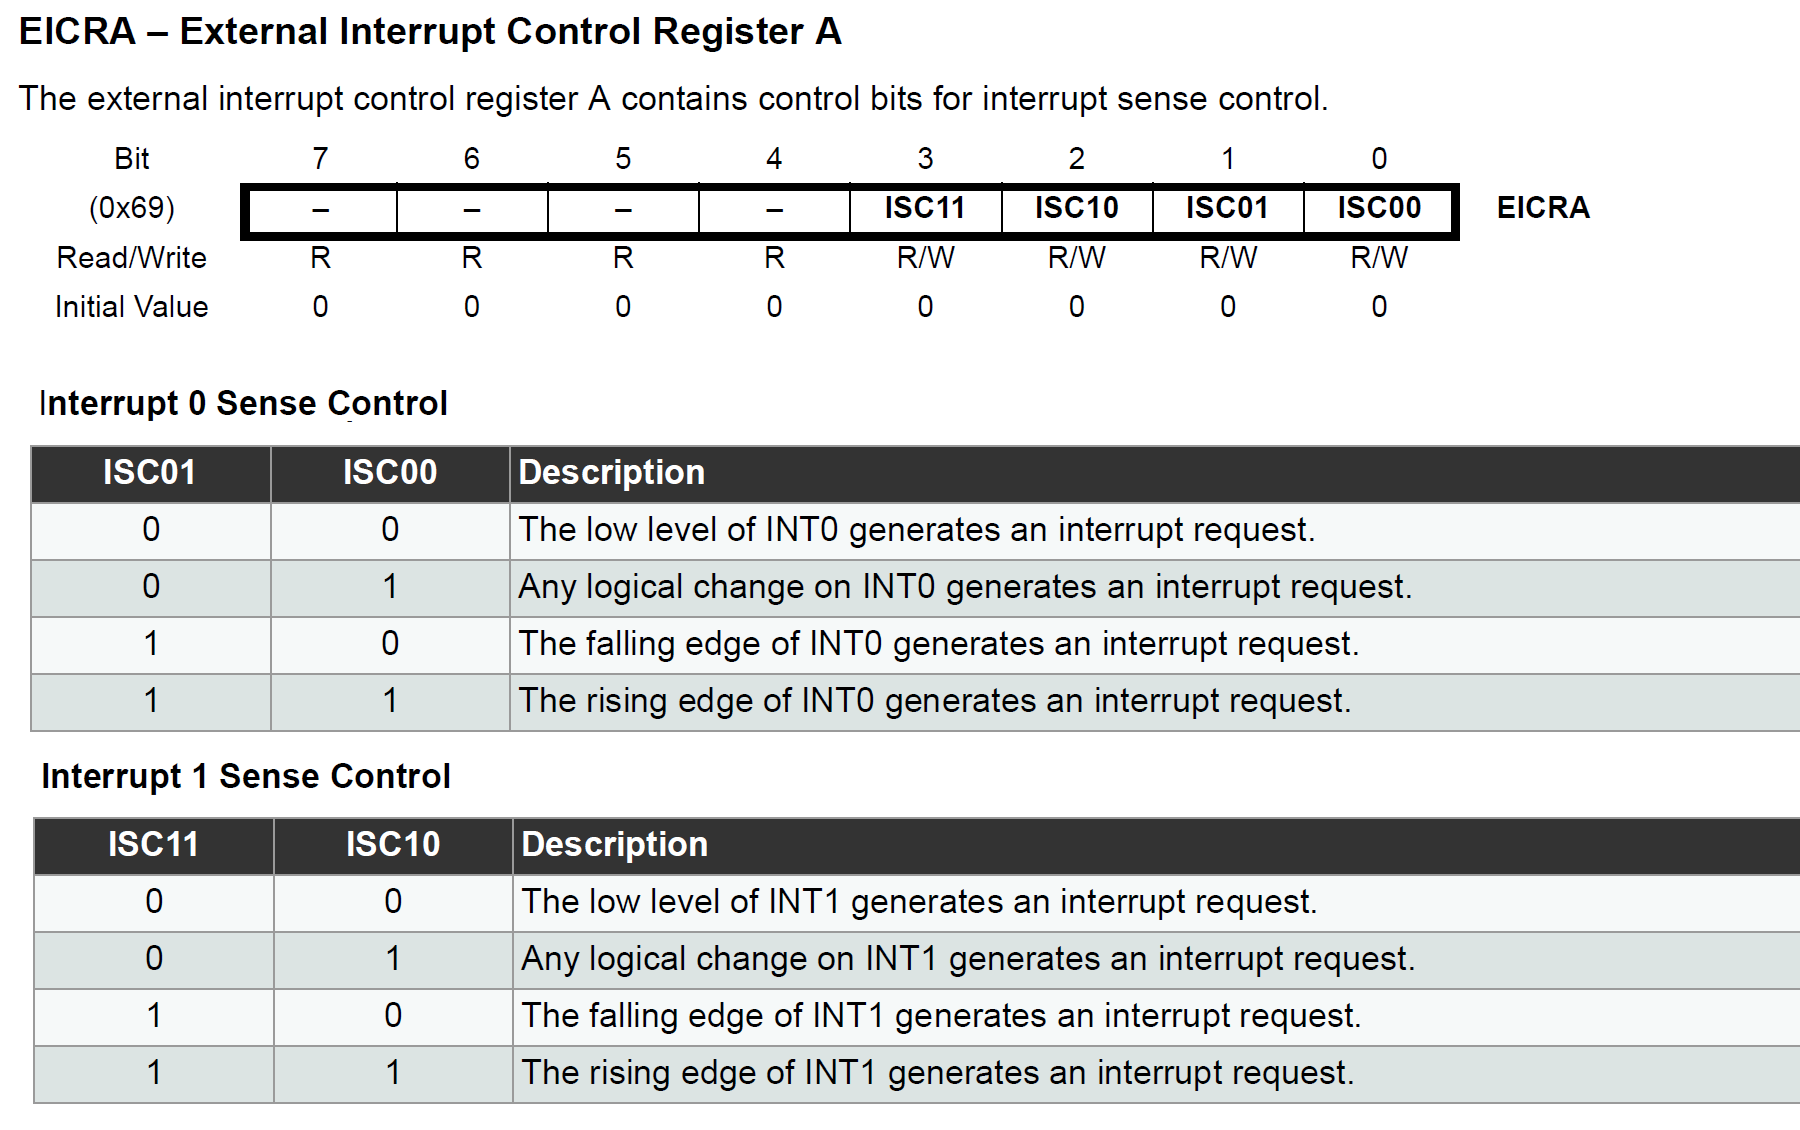 EICRA – External Interrupt Control Register A
The external interrupt control register A contains control bits for interrupt sense control.
Bit 7 6 5 4 3 2 1 0
(0x69) – – – – ISC11 ISC10 ISC01 ISC00 EICRA
Read/Write R R R R R/W R/W R/W R/W
Initial Value 0 0 0 0 0 0 0 0
Interrupt 0 Sense Control
ISC01 ISC00 Description
0 0 The low level of INT0 generates an interrupt request.
0 1 Any logical change on INT0 generates an interrupt request.
1 0 The falling edge of INT0 generates an interrupt request.
1 1 The rising edge of INT0 generates an interrupt request.
Interrupt 1 Sense Control
ISC11 ISC10 Description
0 0 The low level of INT1 generates an interrupt request.
0 1 Any logical change on INT1 generates an interrupt request.
1 0 The falling edge of INT1 generates an interrupt request.
1 1 The rising edge of INT1 generates an interrupt request.